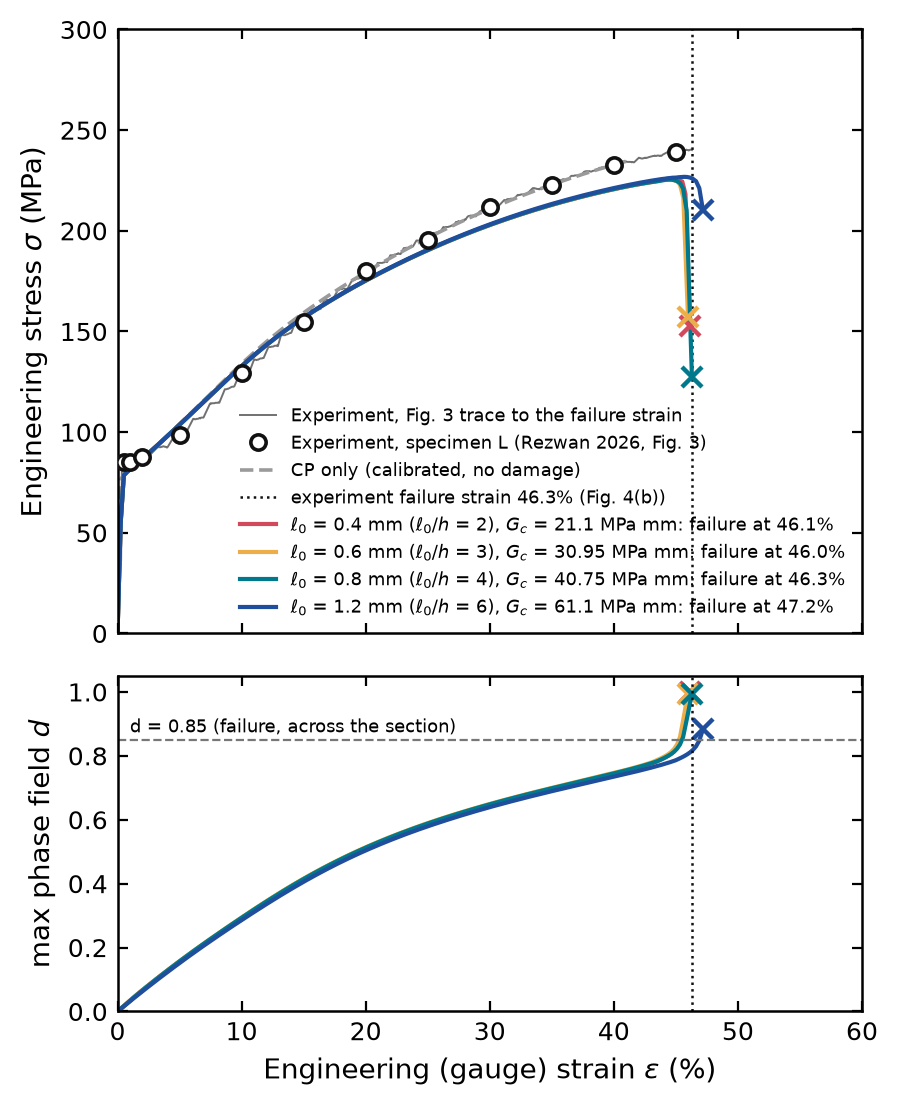 300
250
200
150
100
50
0
Engineering stress σ (MPa)
Experiment, Fig. 3 trace to the failure strain
Experiment, specimen L (Rezwan 2026, Fig. 3)
CP only (calibrated, no damage)
experiment failure strain 46.3% (Fig. 4(b))
ℓ₀ = 0.4 mm (ℓ₀/h = 2), G_c = 21.1 MPa mm: failure at 46.1%
ℓ₀ = 0.6 mm (ℓ₀/h = 3), G_c = 30.95 MPa mm: failure at 46.0%
ℓ₀ = 0.8 mm (ℓ₀/h = 4), G_c = 40.75 MPa mm: failure at 46.3%
ℓ₀ = 1.2 mm (ℓ₀/h = 6), G_c = 61.1 MPa mm: failure at 47.2%
1.0
0.8
0.6
0.4
0.2
0.0
max phase field d
d = 0.85 (failure, across the section)
0 10 20 30 40 50 60
Engineering (gauge) strain ε (%)